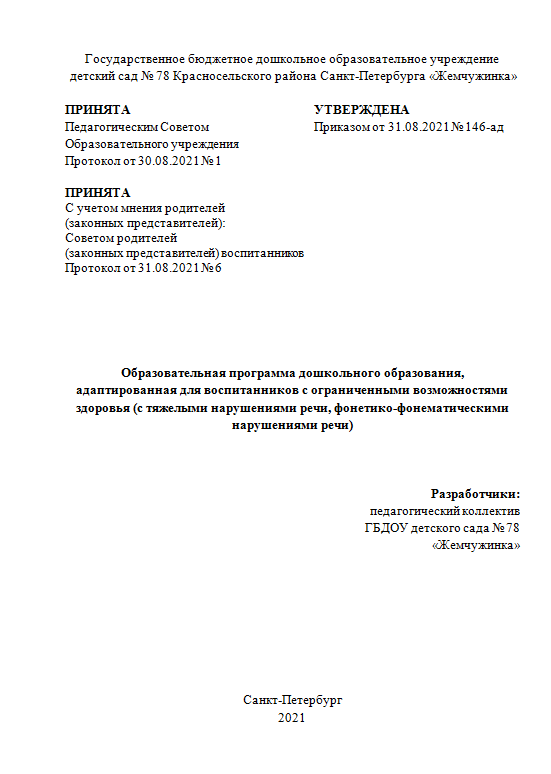 Государственное бюджетное дошкольное образовательное учреждение
детский сад № 78 Красносельского района Санкт-Петербурга «Жемчужинка»
ПРИНЯТА
Педагогическим Советом
Образовательного учреждения
Протокол от 30.08.2021 № 1
УТВЕРЖДЕНА
Приказом от 31.08.2021 № 146-ад
ПРИНЯТА
С учетом мнения родителей
(законных представителей):
Советом родителей
(законных представителей) воспитанников
Протокол от 31.08.2021 № 6
Образовательная программа дошкольного образования,
адаптированная для воспитанников с ограниченными возможностями
здоровья (с тяжелыми нарушениями речи, фонетико-фонематическими
нарушениями речи)
Разработчики:
педагогический коллектив
ГБДОУ детского сада № 78
«Жемчужинка»
Санкт-Петербург
2021